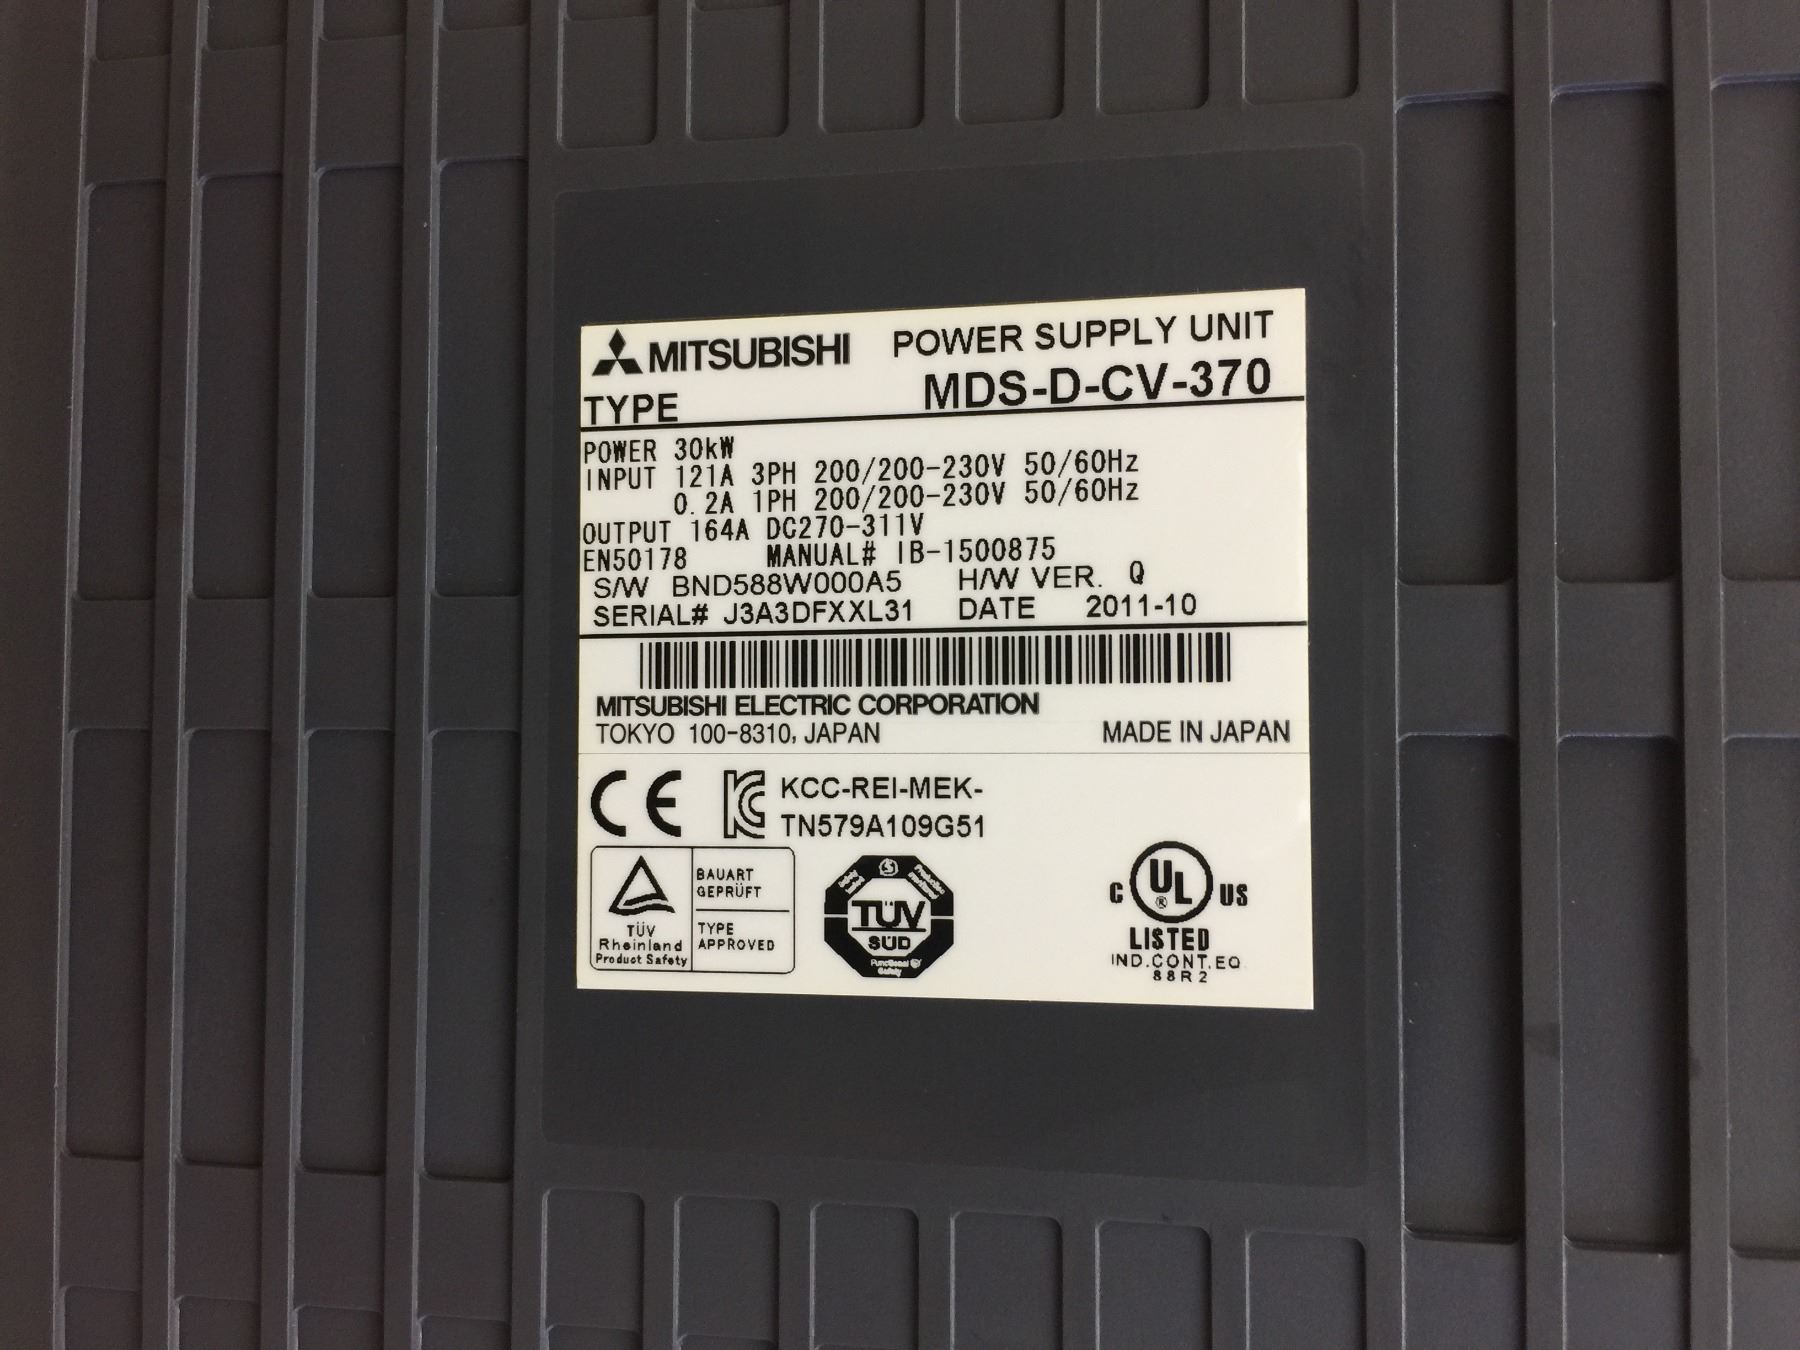 MITSUBISHI POWER SUPPLY UNIT
TYPE MDS-D-CV-370
POWER 30kW
INPUT 121A 3PH 200/200-230V 50/60Hz
0.2A 1PH 200/200-230V 50/60Hz
OUTPUT 164A DC270-311V
EN50178 MANUAL# IB-1500875
S/W BND588W000A5 H/W VER. Q
SERIAL# J3A3DFXXL31 DATE 2011-10
MITSUBISHI ELECTRIC CORPORATION
TOKYO 100-8310, JAPAN MADE IN JAPAN
CE KCC-REI-MEK-
TN579A109G51
BAUART
GEPRÜFT
TÜV
Rheinland
Product Safety
TYPE
APPROVED
TÜV
SÜD
Functional
Safety
C UL® US
LISTED
IND.CONT.EQ
88R2